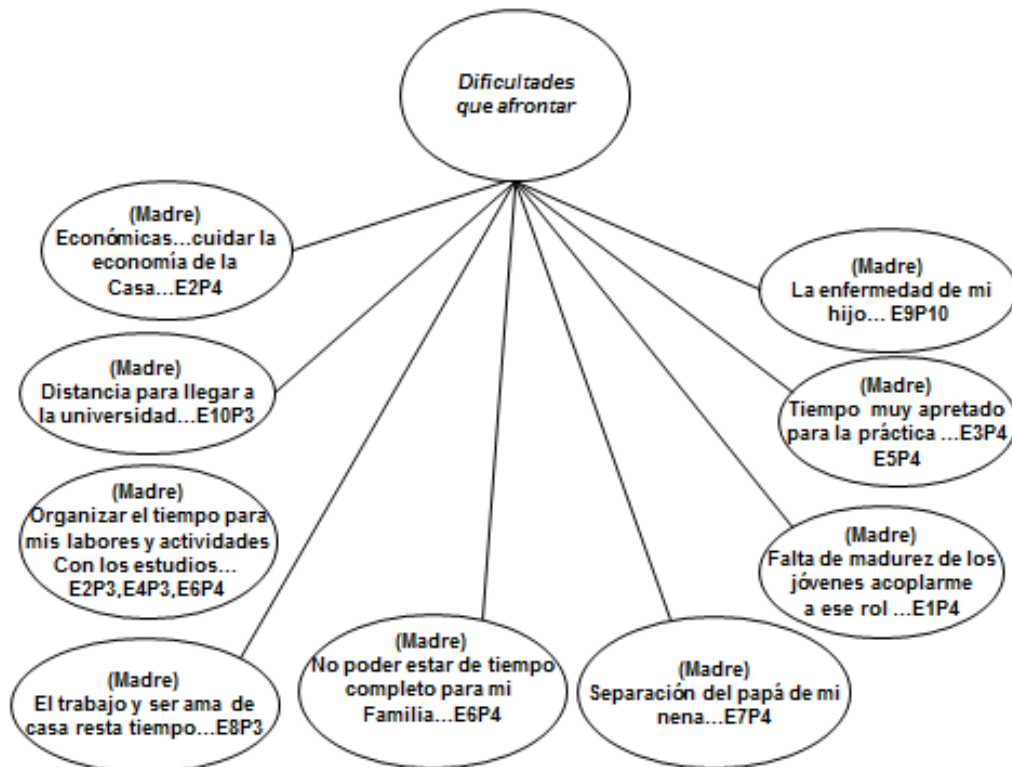 Dificultades
que afrontar
(Madre)
Económicas...cuidar la
economía de la
Casa...E2P4
(Madre)
Distancia para llegar a
la universidad...E10P3
(Madre)
Organizar el tiempo para
mis labores y actividades
Con los estudios...
E2P3,E4P3,E6P4
(Madre)
El trabajo y ser ama de
casa resta tiempo...E8P3
(Madre)
No poder estar de tiempo
completo para mi
Familia...E6P4
(Madre)
Separación del papá de mi
nena...E7P4
(Madre)
Falta de madurez de los
jóvenes acoplarme
a ese rol ...E1P4
(Madre)
Tiempo muy apretado
para la práctica ...E3P4
E5P4
(Madre)
La enfermedad de mi
hijo... E9P10